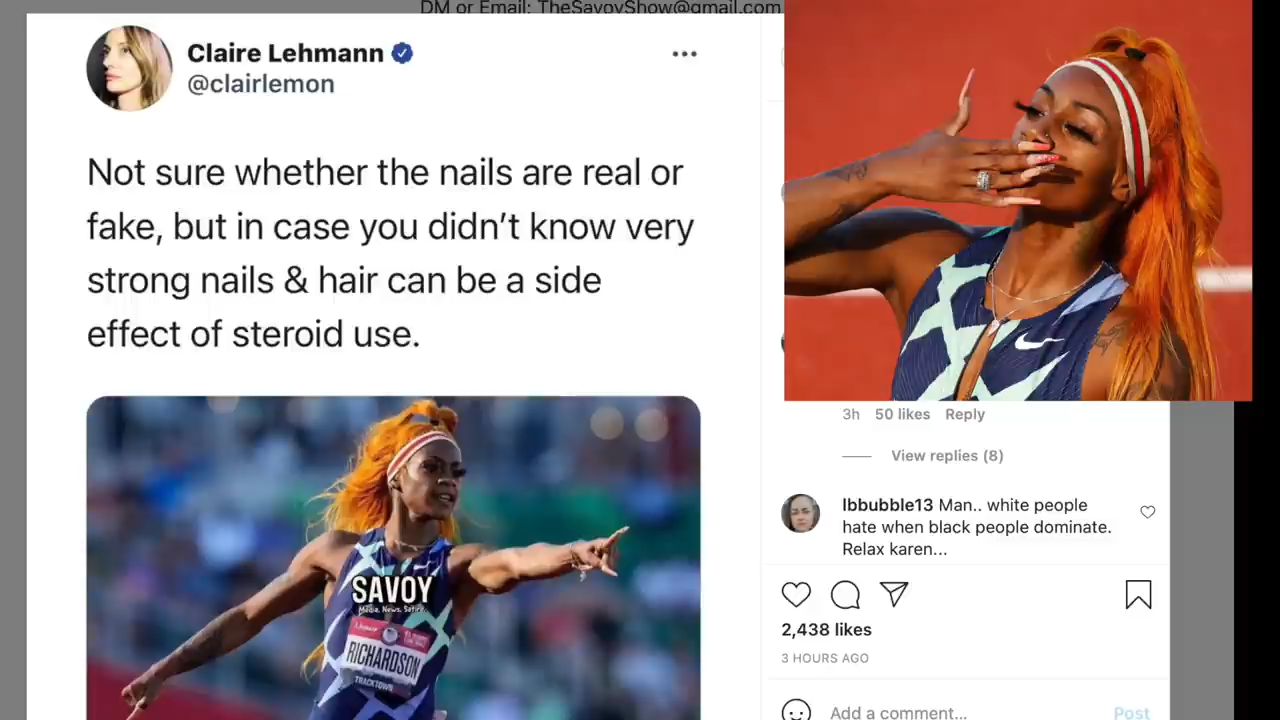 DM or Email: TheSavoyShow@gmail.com
Claire Lehmann
@clairlemon
Not sure whether the nails are real or
fake, but in case you didn’t know very
strong nails & hair can be a side
effect of steroid use.
SAVOY
Media. News. Satire.
RICHARDSON
TRACKTOWN
3h 50 likes Reply
View replies (8)
lbbubble13 Man.. white people
hate when black people dominate.
Relax karen...
2,438 likes
3 HOURS AGO
Add a comment... Post